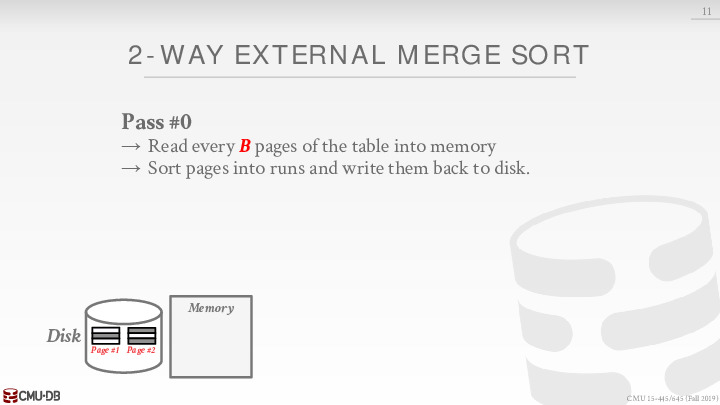 11
2-WAY EXTERNAL MERGE SORT
Pass #0
→ Read every B pages of the table into memory
→ Sort pages into runs and write them back to disk.
Memory
Disk
Page #1 Page #2
CMU·DB
CMU 15-445/645 (Fall 2019)